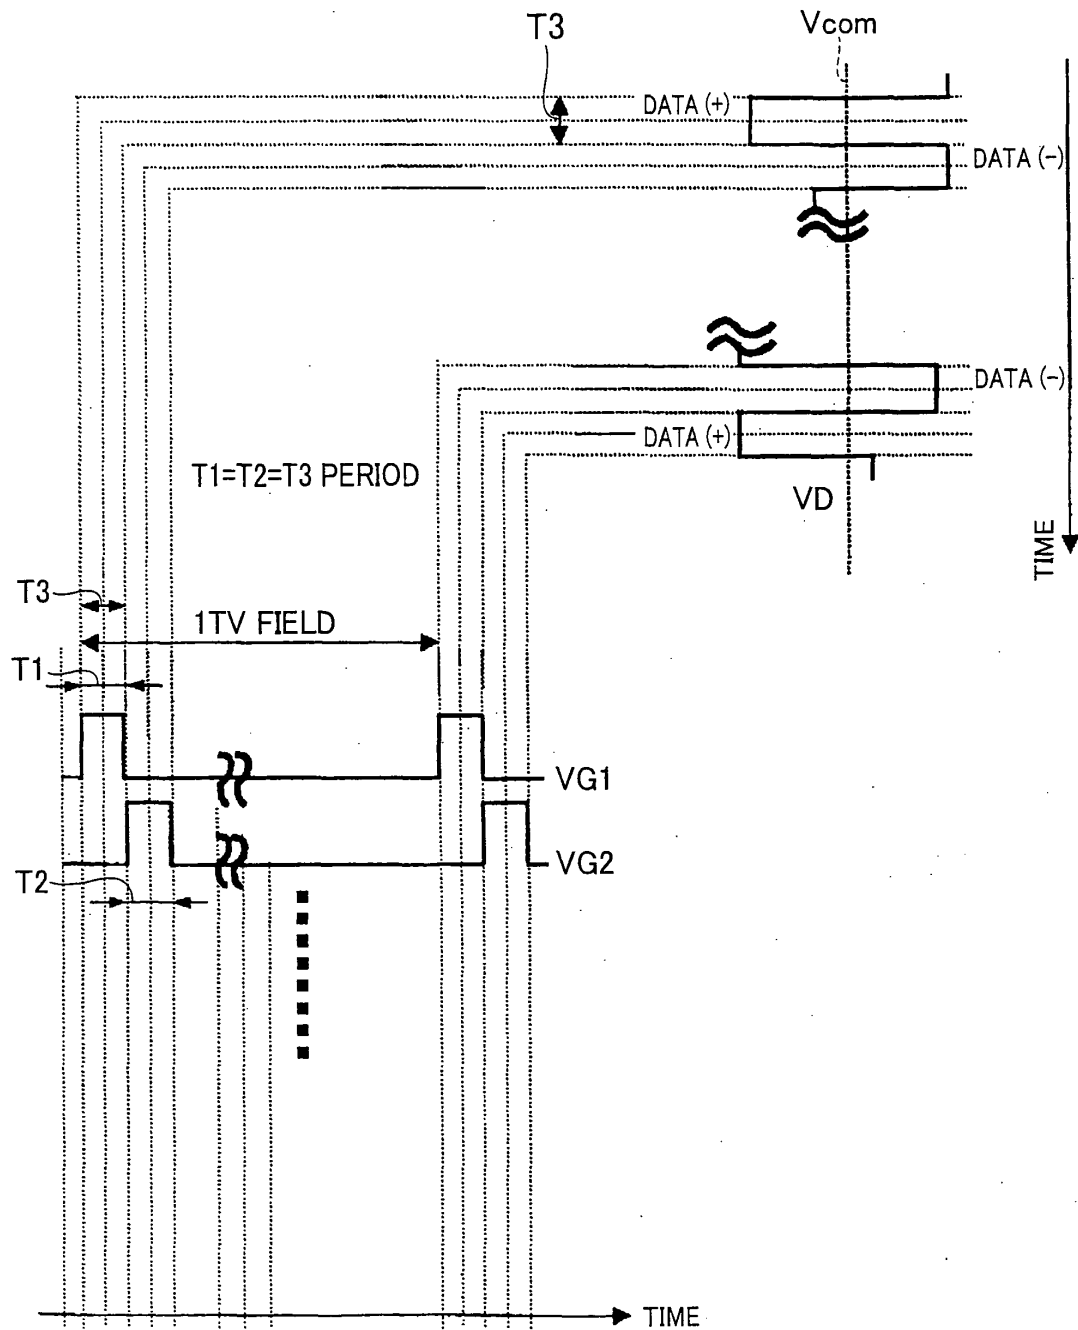 T3
Vcom
DATA (+)
DATA (-)
DATA (-)
DATA (+)
T1=T2=T3 PERIOD
VD
TIME
T3
1TV FIELD
T1
VG1
VG2
T2
TIME